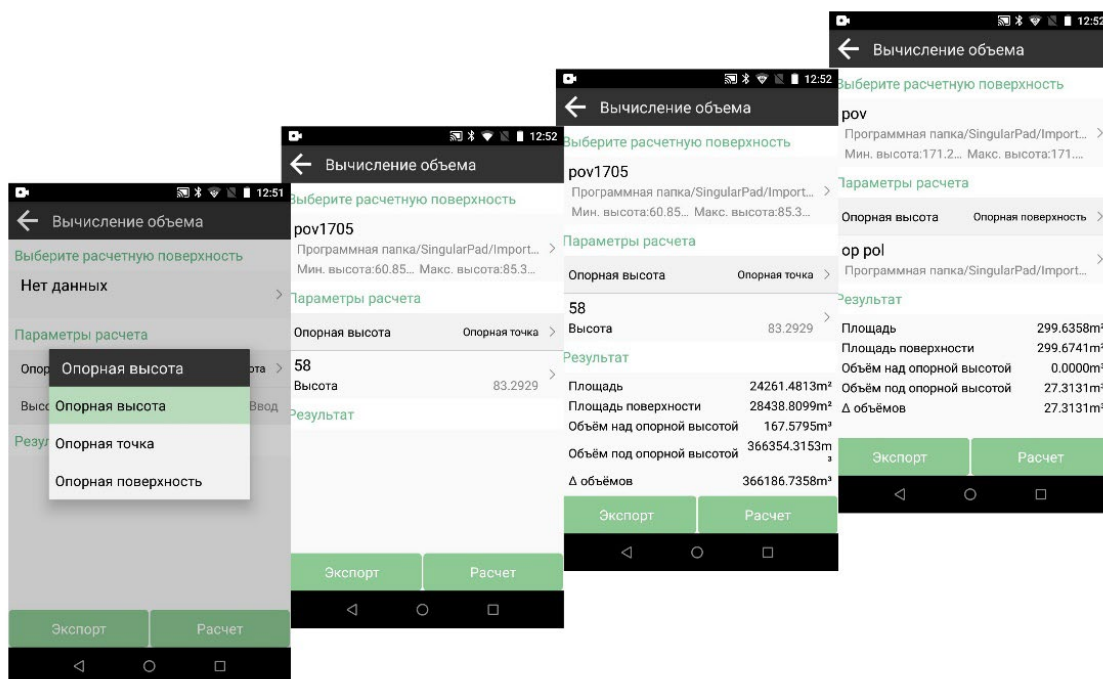 12:51
Вычисление объема
Выберите расчетную поверхность
Нет данных
Параметры расчета
Опорная высота
Опорная высота
Опорная точка
Опорная поверхность
Ввод
Экспорт Расчет
12:52
Вычисление объема
Выберите расчетную поверхность
pov1705
Программная папка/SingularPad/Import...
Мин. высота:60.85... Макс. высота:85.3...
Параметры расчета
Опорная высота Опорная точка
58
Высота 83.2929
Результат
Экспорт Расчет
12:52
Вычисление объема
Выберите расчетную поверхность
pov1705
Программная папка/SingularPad/Import...
Мин. высота:60.85... Макс. высота:85.3...
Параметры расчета
Опорная высота Опорная точка
58
Высота 83.2929
Результат
Площадь 24261.4813m²
Площадь поверхности 28438.8099m²
Объём над опорной высотой 167.5795m³
Объём под опорной высотой 366354.3153m³
Δ объёмов 366186.7358m³
Экспорт Расчет
12:52
Вычисление объема
Выберите расчетную поверхность
pov
Программная папка/SingularPad/Import...
Мин. высота:171.2... Макс. высота:171....
Параметры расчета
Опорная высота Опорная поверхность
op pol
Программная папка/SingularPad/Import...
Результат
Площадь 299.6358m²
Площадь поверхности 299.6741m²
Объём над опорной высотой 0.0000m³
Объём под опорной высотой 27.3131m³
Δ объёмов 27.3131m³
Экспорт Расчет